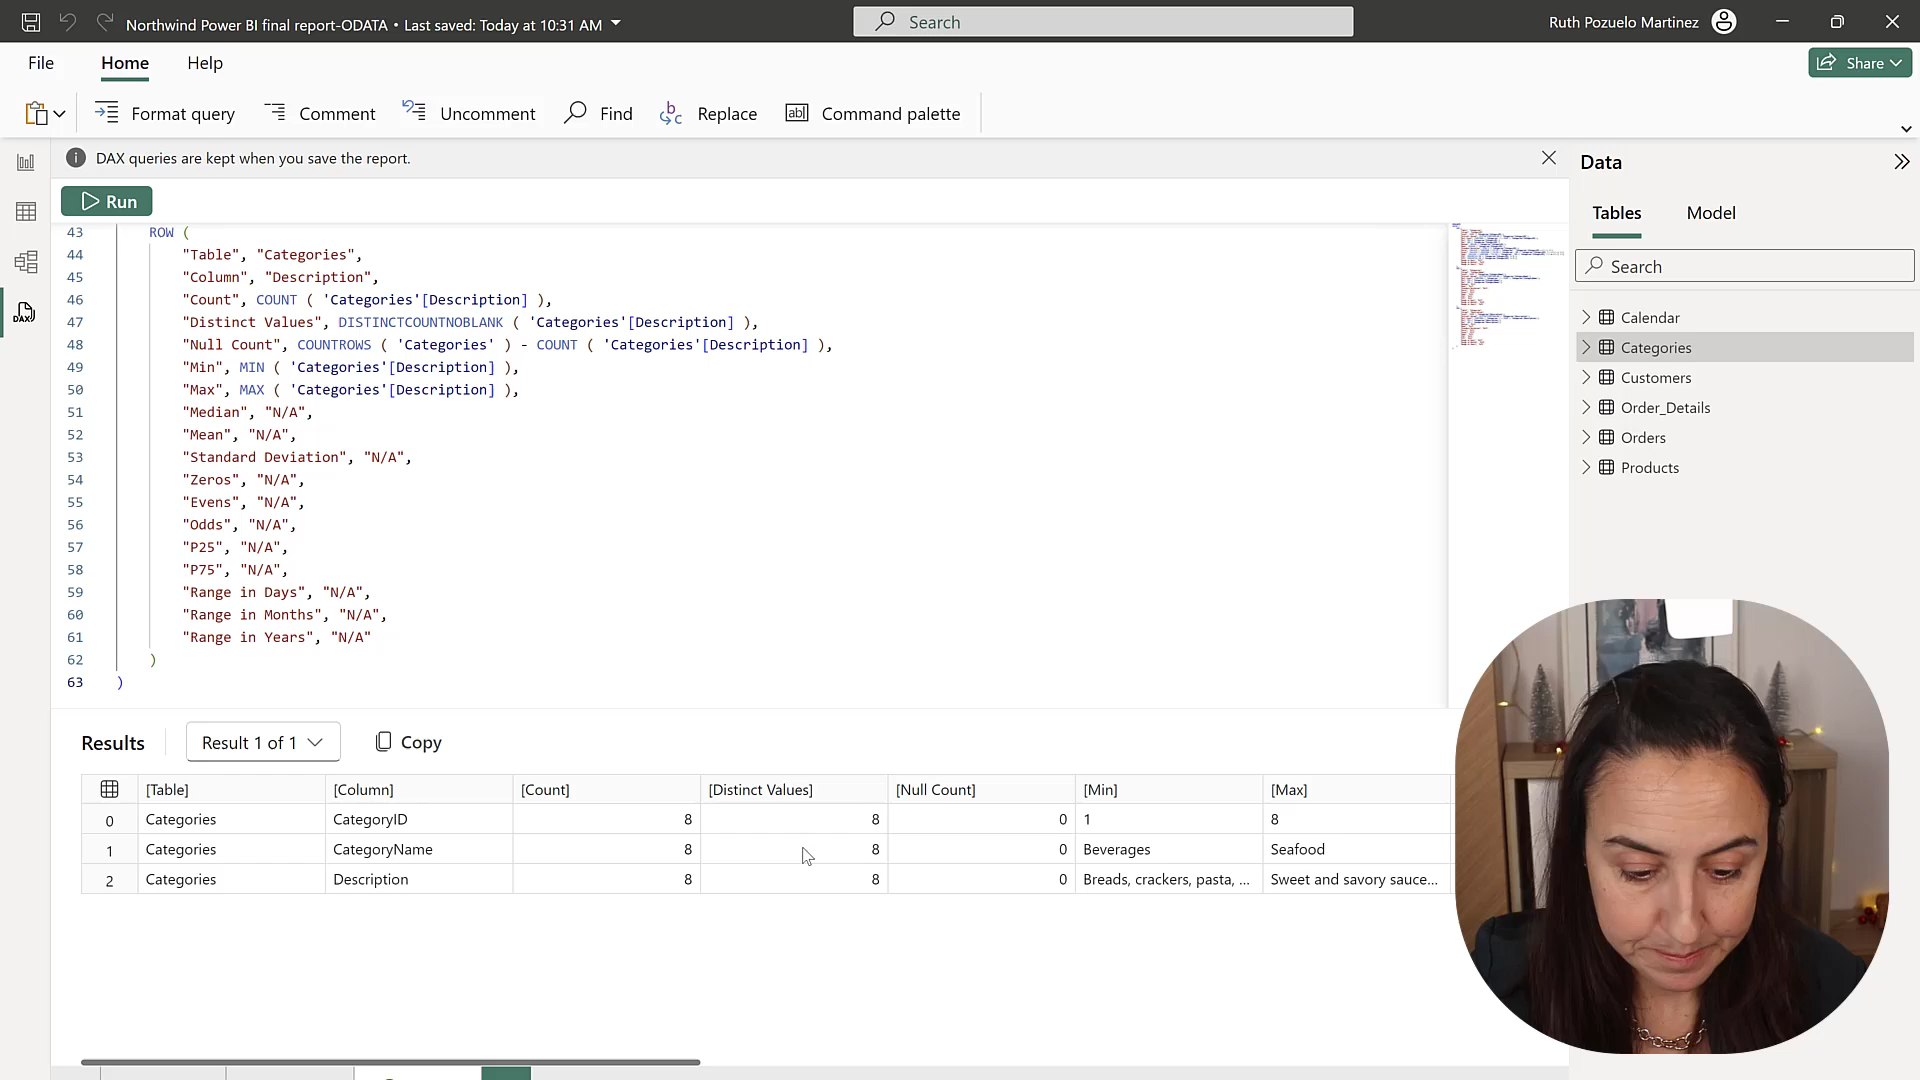 Northwind Power BI final report-ODATA • Last saved: Today at 10:31 AM
Search
Ruth Pozuelo Martinez
File
Home
Help
Share
Format query
Comment
Uncomment
Find
Replace
Command palette
DAX queries are kept when you save the report.
Run
43 ROW (
44 "Table", "Categories",
45 "Column", "Description",
46 "Count", COUNT ( 'Categories'[Description] ),
47 "Distinct Values", DISTINCTCOUNTNOBLANK ( 'Categories'[Description] ),
48 "Null Count", COUNTROWS ( 'Categories' ) - COUNT ( 'Categories'[Description] ),
49 "Min", MIN ( 'Categories'[Description] ),
50 "Max", MAX ( 'Categories'[Description] ),
51 "Median", "N/A",
52 "Mean", "N/A",
53 "Standard Deviation", "N/A",
54 "Zeros", "N/A",
55 "Evens", "N/A",
56 "Odds", "N/A",
57 "P25", "N/A",
58 "P75", "N/A",
59 "Range in Days", "N/A",
60 "Range in Months", "N/A",
61 "Range in Years", "N/A"
62 )
63 )
DAX
Data
Tables Model
Search
Calendar
Categories
Customers
Order_Details
Orders
Products
Results
Result 1 of 1
Copy
[Table] [Column] [Count] [Distinct Values] [Null Count] [Min] [Max]
0 Categories CategoryID 8 8 0 1 8
1 Categories CategoryName 8 8 0 Beverages Seafood
2 Categories Description 8 8 0 Breads, crackers, pasta, ... Sweet and savory sauce...